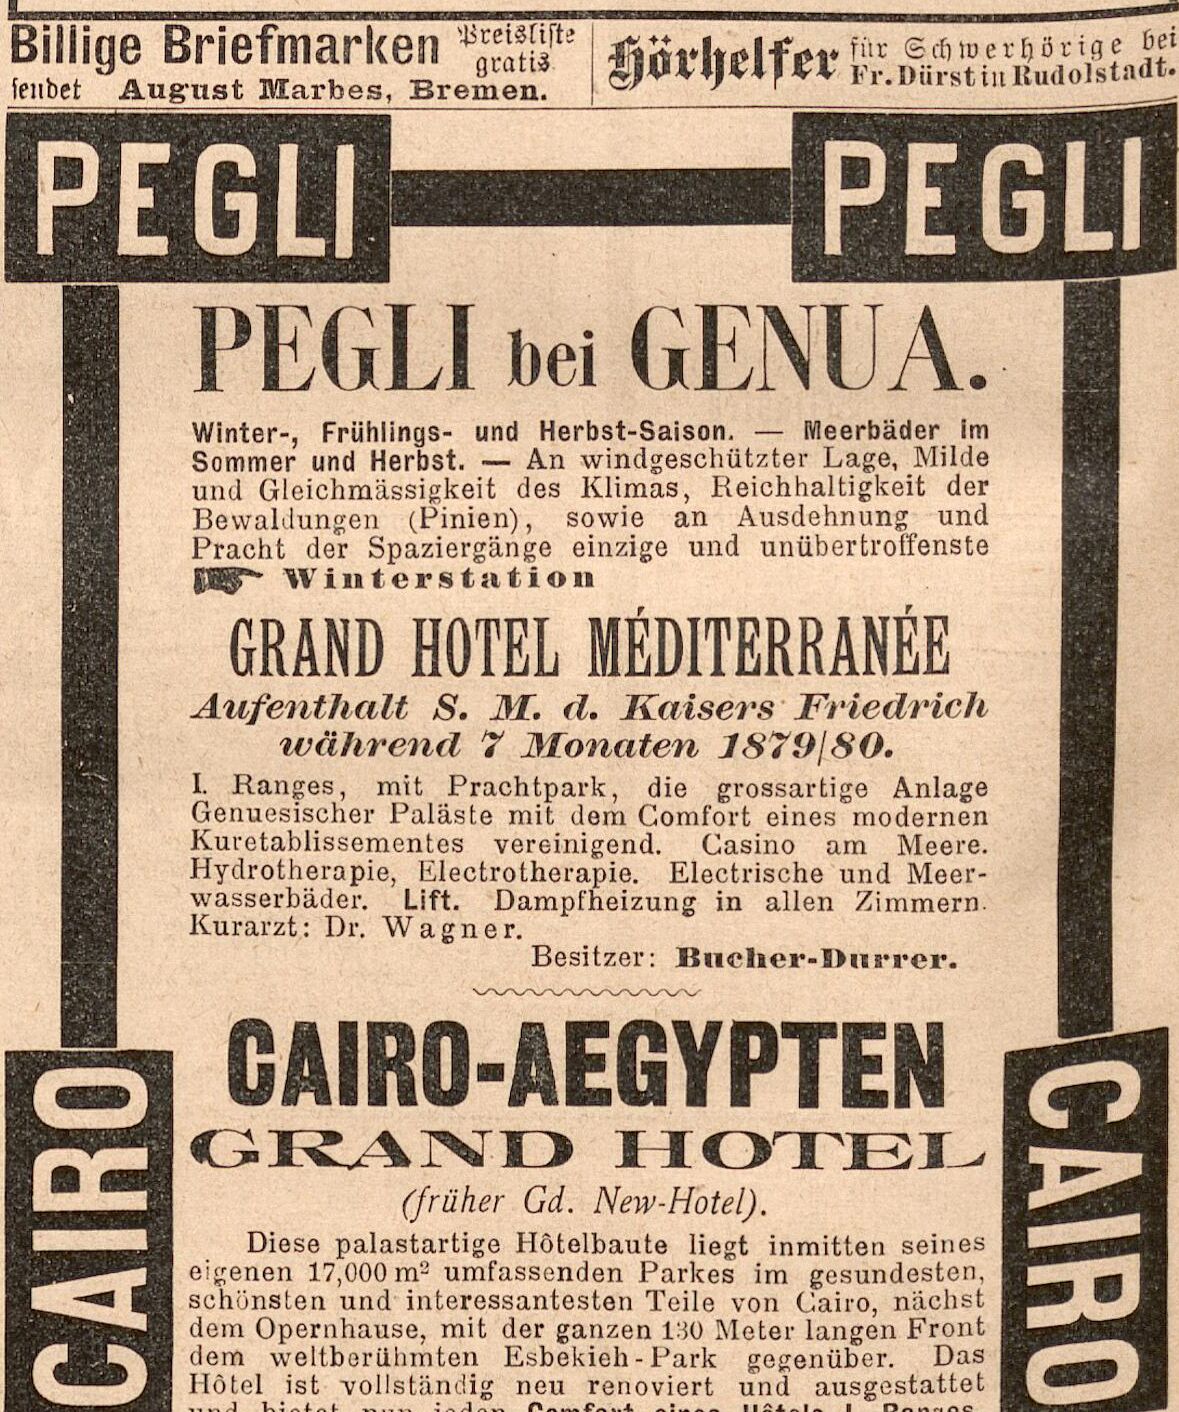 Billige Briefmarken Preisliste gratis.
sendet August Marbes, Bremen.
Hörhelfer für Schwerhörige bei
Fr. Dürst in Rudolstadt.
PEGLI
PEGLI
PEGLI bei GENUA.
Winter-, Frühlings- und Herbst-Saison. — Meerbäder im
Sommer und Herbst. — An windgeschützter Lage, Milde
und Gleichmässigkeit des Klimas, Reichhaltigkeit der
Bewaldungen (Pinien), sowie an Ausdehnung und
Pracht der Spaziergänge einzige und unübertroffenste
Winterstation
GRAND HOTEL MÉDITERRANÉE
Aufenthalt S. M. d. Kaisers Friedrich
während 7 Monaten 1879/80.
I. Ranges, mit Prachtpark, die grossartige Anlage
Genuesischer Paläste mit dem Comfort eines modernen
Kuretablissementes vereinigend. Casino am Meere.
Hydrotherapie, Electrotherapie. Electrische und Meer-
wasserbäder. Lift. Dampfheizung in allen Zimmern.
Kurarzt: Dr. Wagner.
Besitzer: Bucher-Durrer.
CAIRO
CAIRO
CAIRO-AEGYPTEN
GRAND HOTEL
(früher Gd. New-Hotel).
Diese palastartige Hôtelbaute liegt inmitten seines
eigenen 17,000 m² umfassenden Parkes im gesundesten,
schönsten und interessantesten Teile von Cairo, nächst
dem Opernhause, mit der ganzen 130 Meter langen Front
dem weltberühmten Esbekieh-Park gegenüber. Das
Hôtel ist vollständig neu renoviert und ausgestattet
und bietet nun jeden Comfort eines Hôtels I. Ranges.